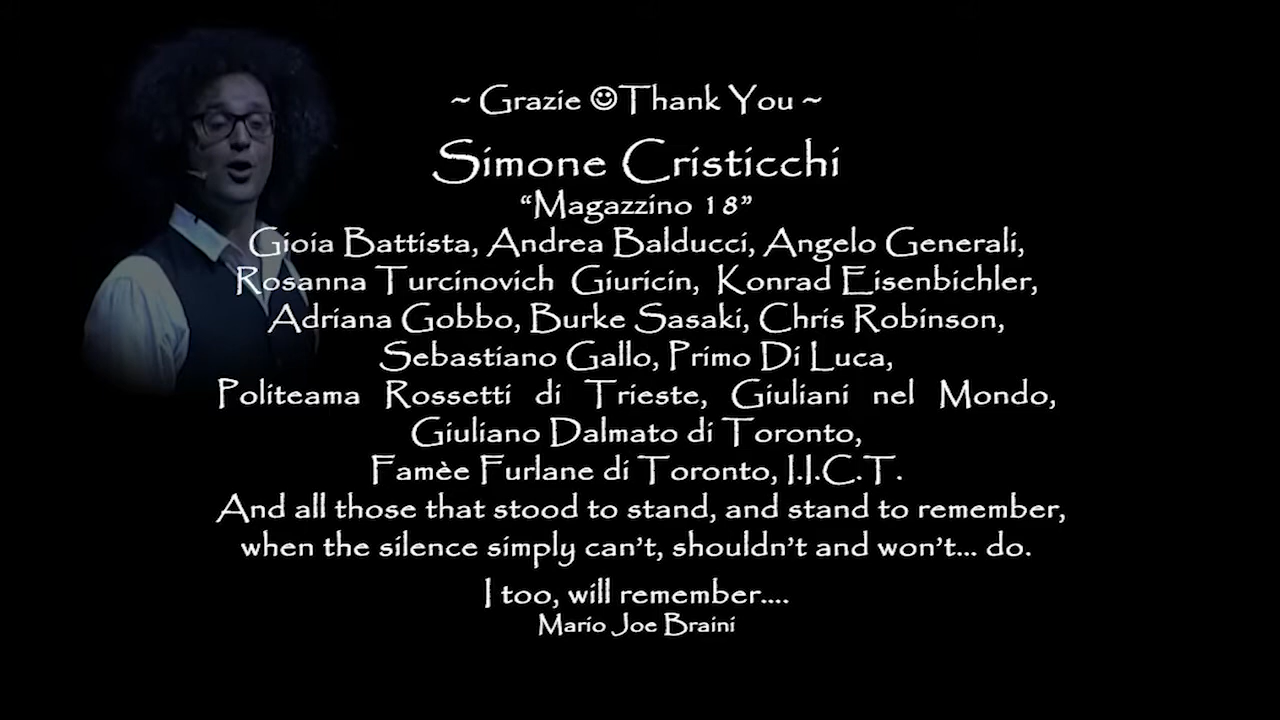 ~ Grazie ☺Thank You ~
Simone Cristicchi
“Magazzino 18”
Gioia Battista, Andrea Balducci, Angelo Generali,
Rosanna Turcinovich Giuricin, Konrad Eisenbichler,
Adriana Gobbo, Burke Sasaki, Chris Robinson,
Sebastiano Gallo, Primo Di Luca,
Politeama Rossetti di Trieste, Giuliani nel Mondo,
Giuliano Dalmato di Toronto,
Famèe Furlane di Toronto, I.I.C.T.
And all those that stood to stand, and stand to remember,
when the silence simply can’t, shouldn’t and won’t... do.
I too, will remember....
Mario Joe Braini